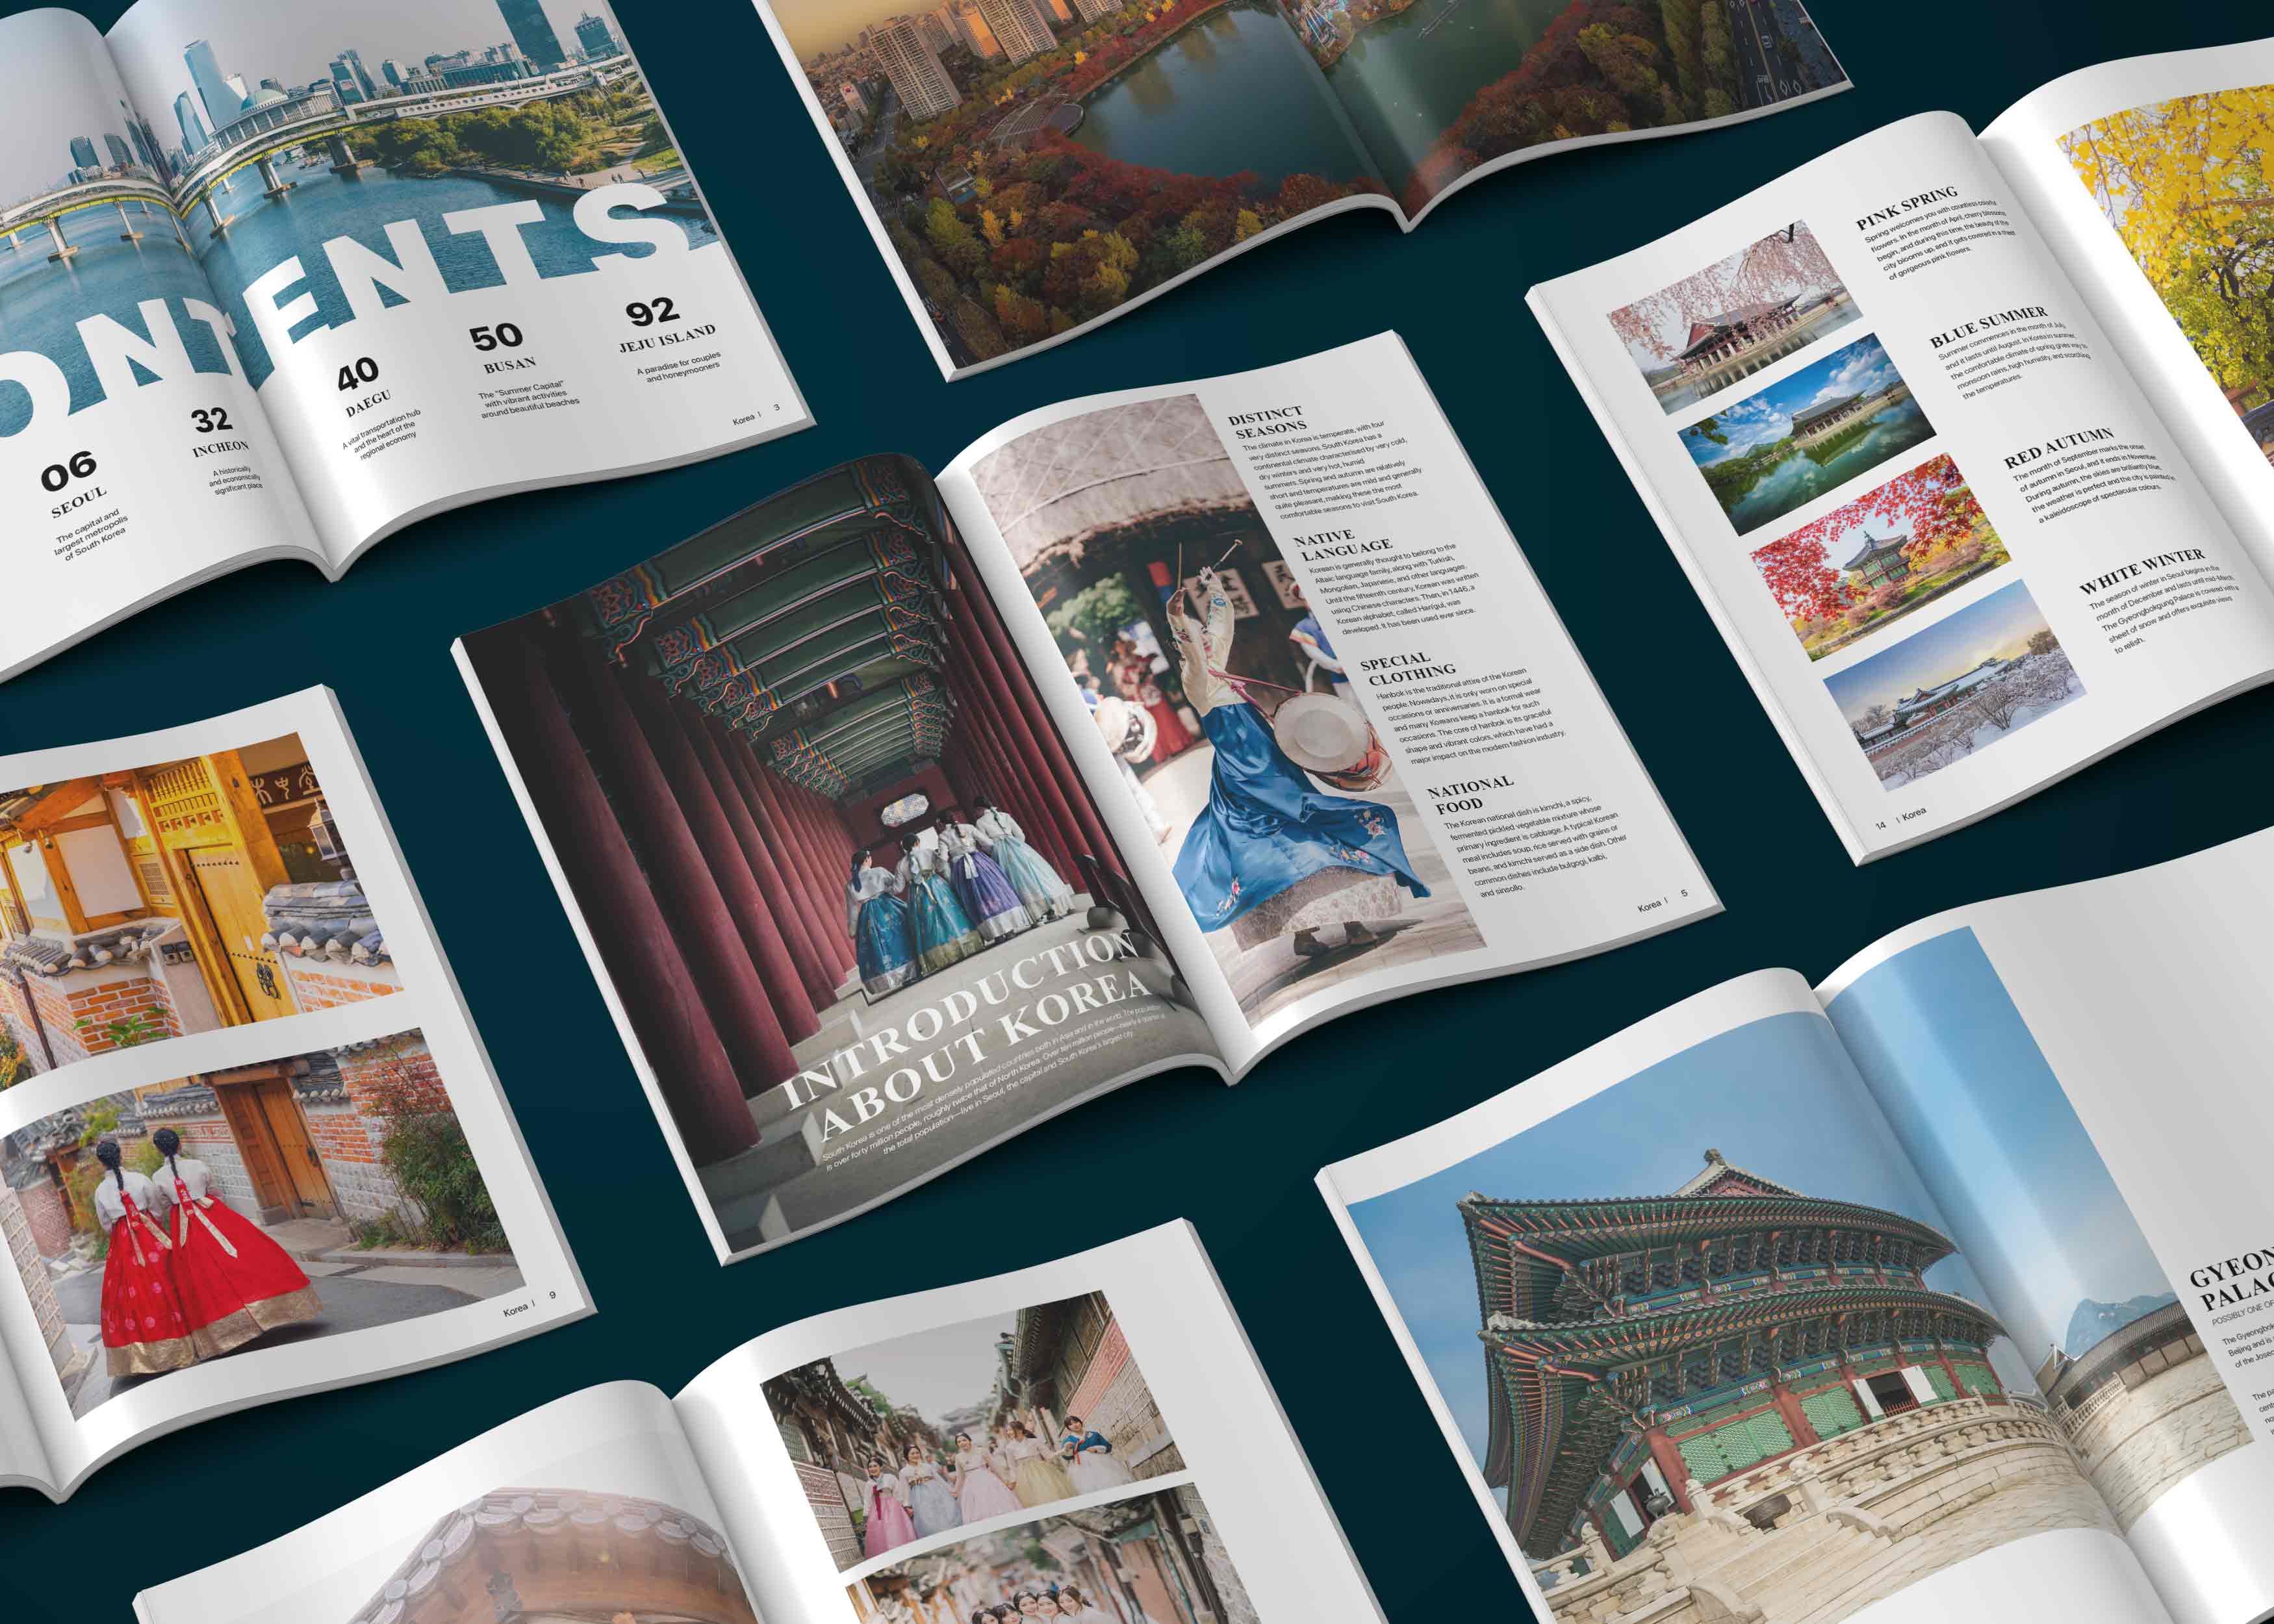 ONTENTS
06
SEOUL
The capital and
largest metropolis
of South Korea
32
INCHEON
A historically
and economically
significant place
40
DAEGU
A vital transportation hub
and the heart of the
regional economy
50
BUSAN
The "Summer Capital"
with vibrant activities
around beautiful beaches
92
JEJU ISLAND
A paradise for couples
and honeymooners
Korea | 3
PINK SPRING
Spring welcomes you with countless colorful
flowers. In the month of April, cherry blossoms
begin, and during this time, the beauty of the
city blooms up, and it gets covered in a sheet
of gorgeous pink flowers.
BLUE SUMMER
Summer commences in the month of July,
and it lasts until August. In Korea in summer,
the comfortable climate of spring gives way to
monsoon rains, high humidity, and scorching
the temperatures.
RED AUTUMN
The month of September marks the onset
of autumn in Seoul, and it ends in November.
During autumn, the skies are brilliantly blue,
the weather is perfect and the city is painted in
a kaleidoscope of spectacular colours.
WHITE WINTER
The season of winter in Seoul begins in the
month of December and lasts until mid-March.
The Gyeongbokgung Palace is covered with a
sheet of snow and offers exquisite views
to relish.
14 | Korea
INTRODUCTION
ABOUT KOREA
South Korea is one of the most densely populated countries both in Asia and in the world. The population
is over forty million people, roughly twice that of North Korea. Over ten million people—nearly a quarter of
the total population—live in Seoul, the capital and South Korea's largest city.
DISTINCT
SEASONS
The climate in Korea is temperate, with four
very distinct seasons. South Korea has a
continental climate characterised by very cold,
dry winters and very hot, humid
summers. Spring and autumn are relatively
short and temperatures are mild and generally
quite pleasant, making these the most
comfortable seasons to visit South Korea.
NATIVE
LANGUAGE
Korean is generally thought to belong to the
Altaic language family, along with Turkish,
Mongolian, Japanese, and other languages.
Until the fifteenth century, Korean was written
using Chinese characters. Then, in 1446, a
Korean alphabet, called Han'gul, was
developed. It has been used ever since.
SPECIAL
CLOTHING
Hanbok is the traditional attire of the Korean
people. Nowadays, it is only worn on special
occasions or anniversaries. It is a formal wear
and many Koreans keep a hanbok for such
occasions. The core of hanbok is its graceful
shape and vibrant colors, which have had a
major impact on the modern fashion industry.
NATIONAL
FOOD
The Korean national dish is kimchi, a spicy,
fermented pickled vegetable mixture whose
primary ingredient is cabbage. A typical Korean
meal includes soup, rice served with grains or
beans, and kimchi served as a side dish. Other
common dishes include bulgogi, kalbi,
and sinsollo.
Korea | 5
Korea | 9
GYEON
PALAC
POSSIBLY ONE OF
The Gyeongbok
Beijing and is
of the Joseo
The pa
cent